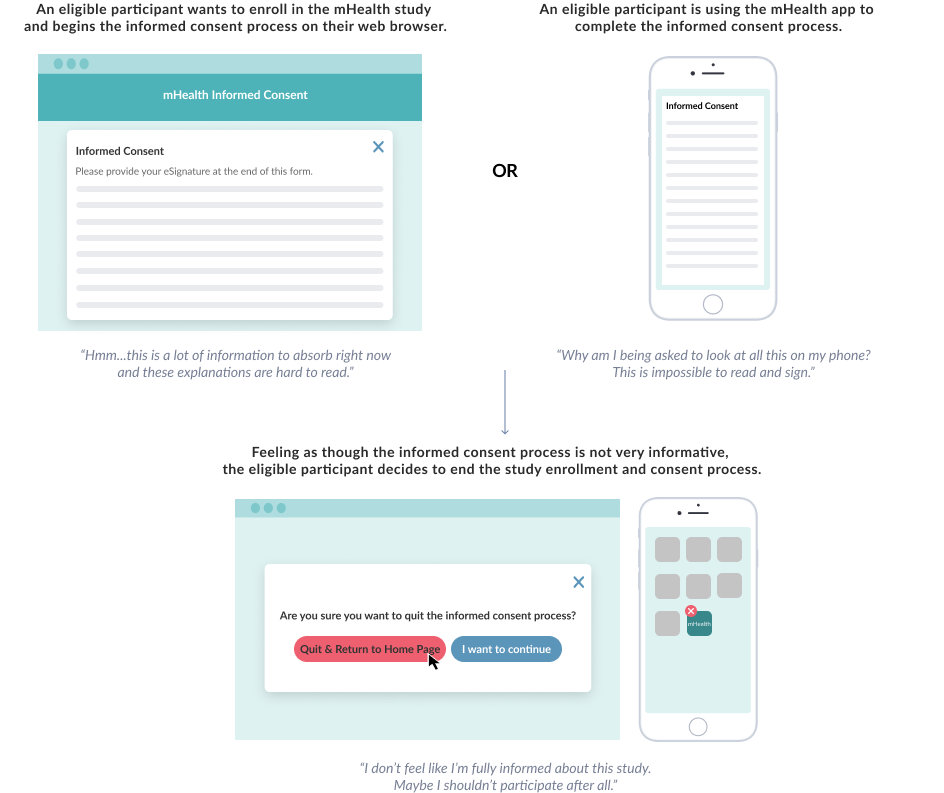 An eligible participant wants to enroll in the mHealth study
and begins the informed consent process on their web browser.
An eligible participant is using the mHealth app to
complete the informed consent process.
mHealth Informed Consent
Informed Consent
Please provide your eSignature at the end of this form.
OR
Informed Consent
“Hmm...this is a lot of information to absorb right now
and these explanations are hard to read.”
“Why am I being asked to look at all this on my phone?
This is impossible to read and sign.”
Feeling as though the informed consent process is not very informative,
the eligible participant decides to end the study enrollment and consent process.
Are you sure you want to quit the informed consent process?
Quit & Return to Home Page
I want to continue
mHealth
“I don’t feel like I’m fully informed about this study.
Maybe I shouldn’t participate after all.”